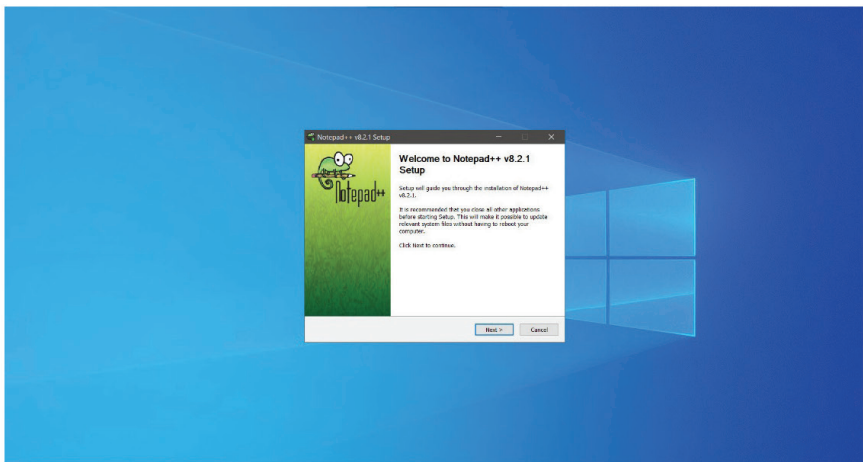 Notepad++ v8.2.1 Setup
Notepad++
Welcome to Notepad++ v8.2.1
Setup
Setup will guide you through the installation of Notepad++
v8.2.1.
It is recommended that you close all other applications
before starting Setup. This will make it possible to update
relevant system files without having to reboot your
computer.
Click Next to continue.
Next >
Cancel